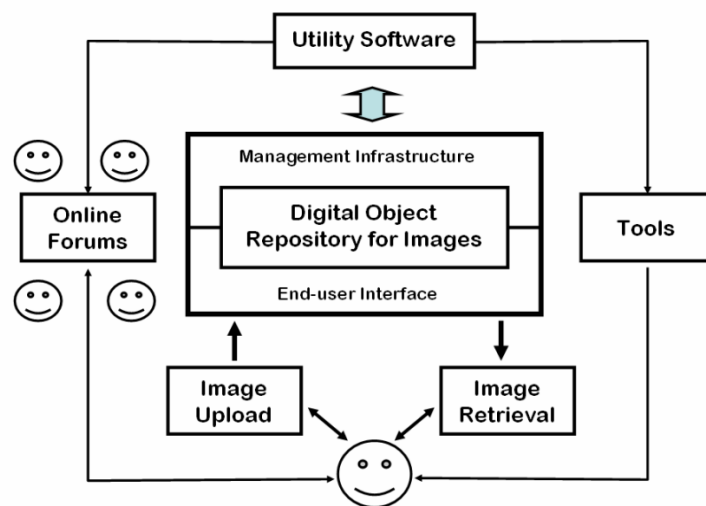 Utility Software
Management Infrastructure
Online
Forums
Digital Object
Repository for Images
Tools
End-user Interface
Image
Upload
Image
Retrieval